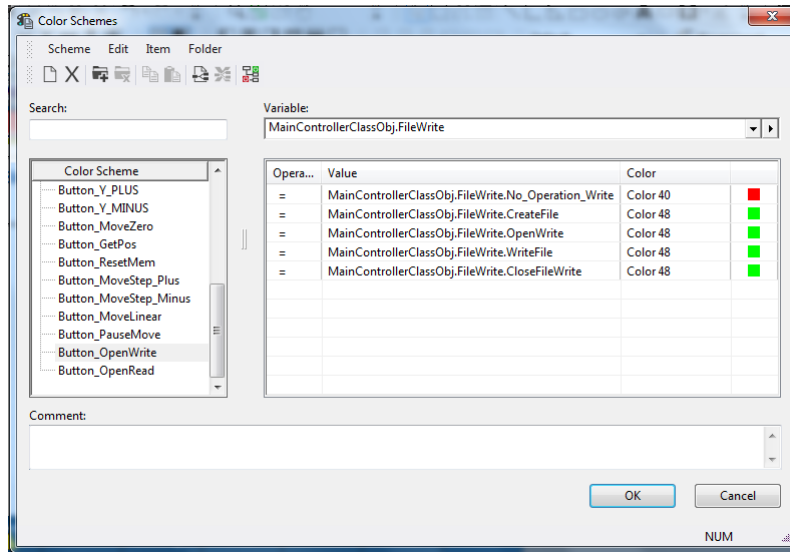 Color Schemes
Scheme Edit Item Folder
Search:
Variable:
MainControllerClassObj.FileWrite
Color Scheme
Button_Y_PLUS
Button_Y_MINUS
Button_MoveZero
Button_GetPos
Button_ResetMem
Button_MoveStep_Plus
Button_MoveStep_Minus
Button_MoveLinear
Button_PauseMove
Button_OpenWrite
Button_OpenRead
Opera... Value Color
= MainControllerClassObj.FileWrite.No_Operation_Write Color 40
= MainControllerClassObj.FileWrite.CreateFile Color 48
= MainControllerClassObj.FileWrite.OpenWrite Color 48
= MainControllerClassObj.FileWrite.WriteFile Color 48
= MainControllerClassObj.FileWrite.CloseFileWrite Color 48
Comment:
OK Cancel
NUM